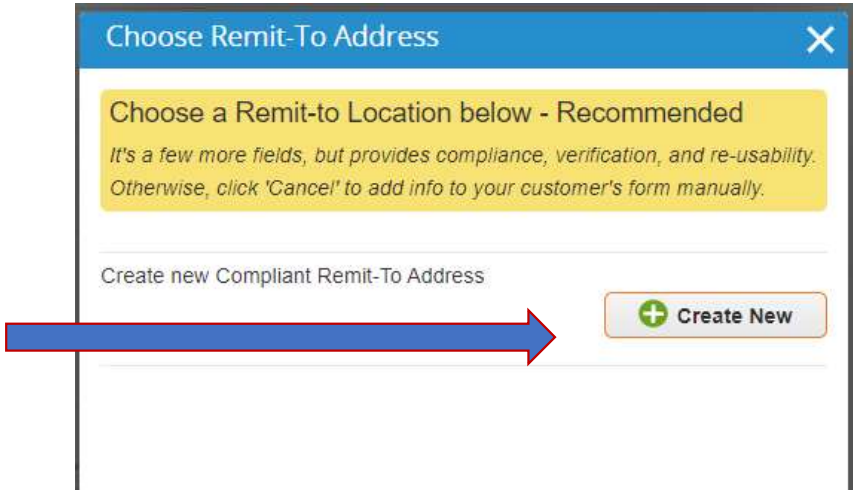 Choose Remit-To Address
Choose a Remit-to Location below - Recommended
It's a few more fields, but provides compliance, verification, and re-usability.
Otherwise, click 'Cancel' to add info to your customer's form manually.
Create new Compliant Remit-To Address
Create New